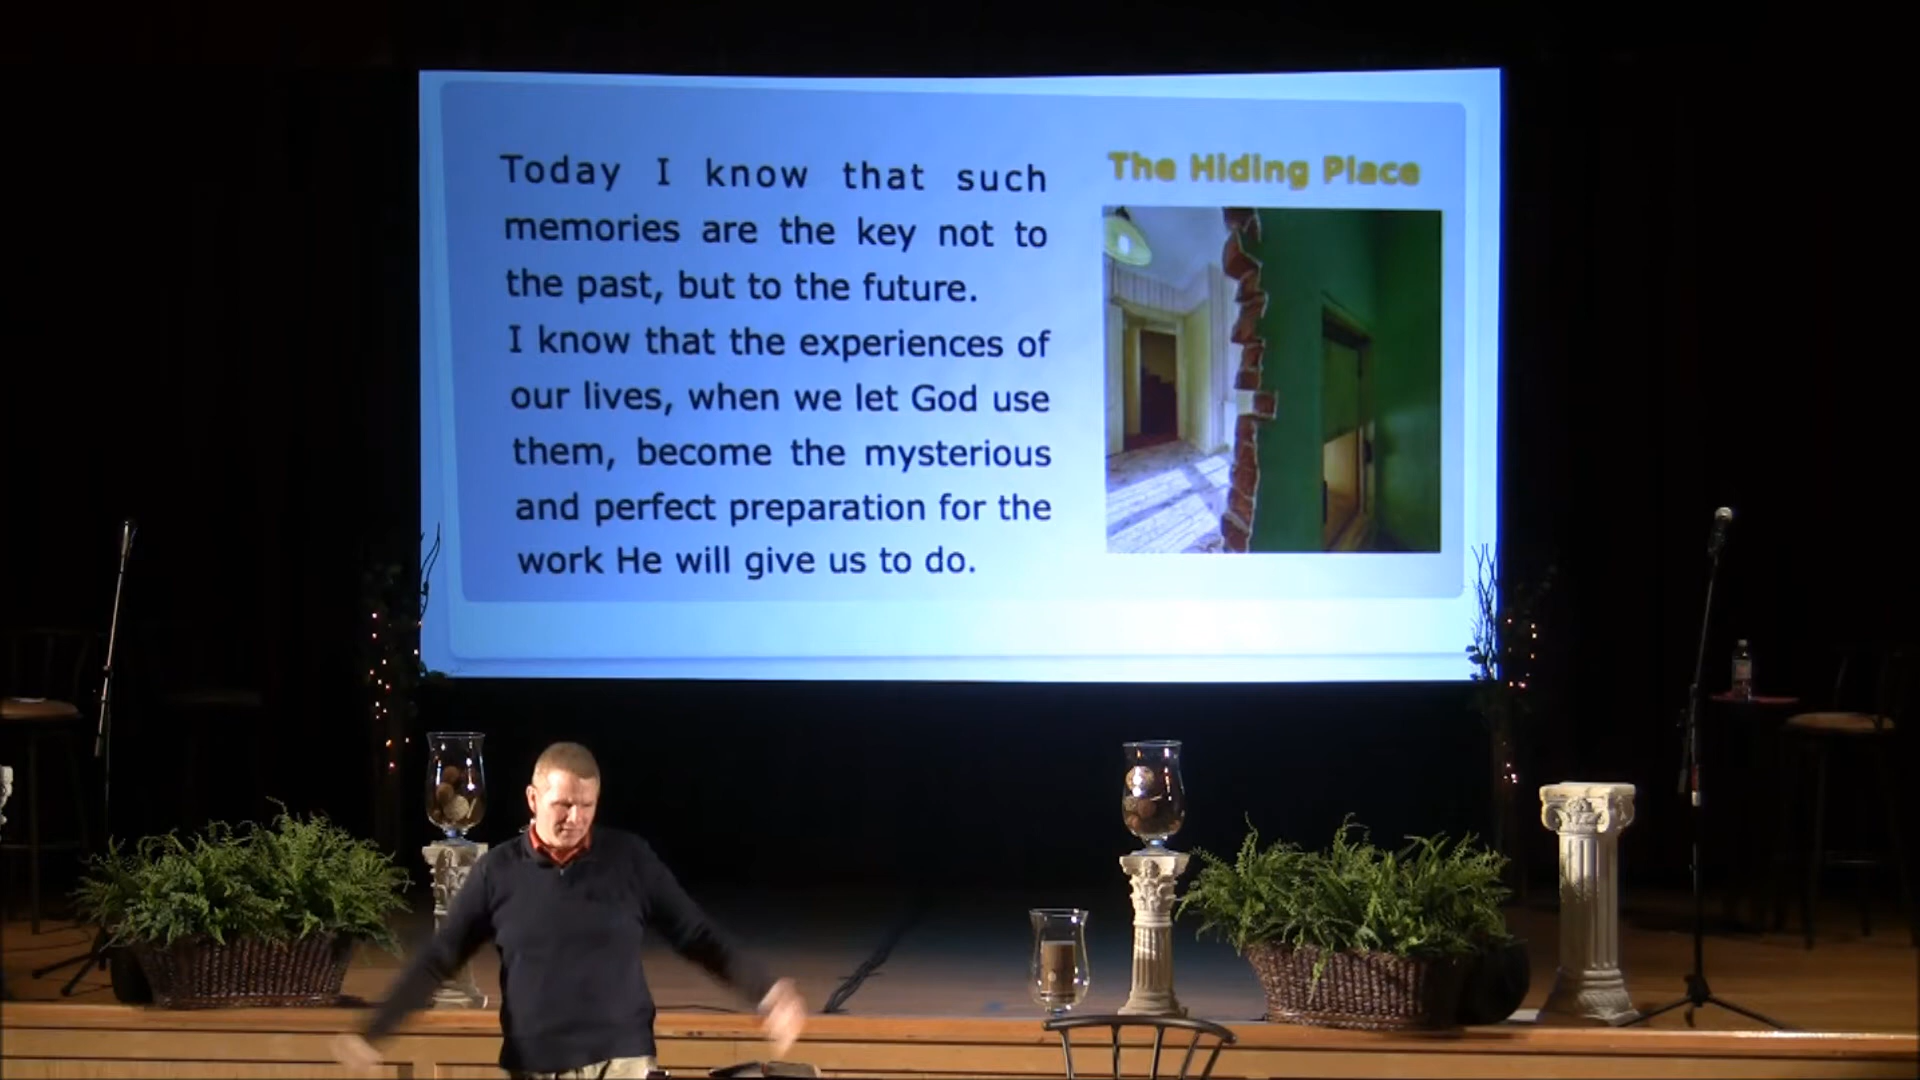 Today I know that such
memories are the key not to
the past, but to the future.
I know that the experiences of
our lives, when we let God use
them, become the mysterious
and perfect preparation for the
work He will give us to do.
The Hiding Place